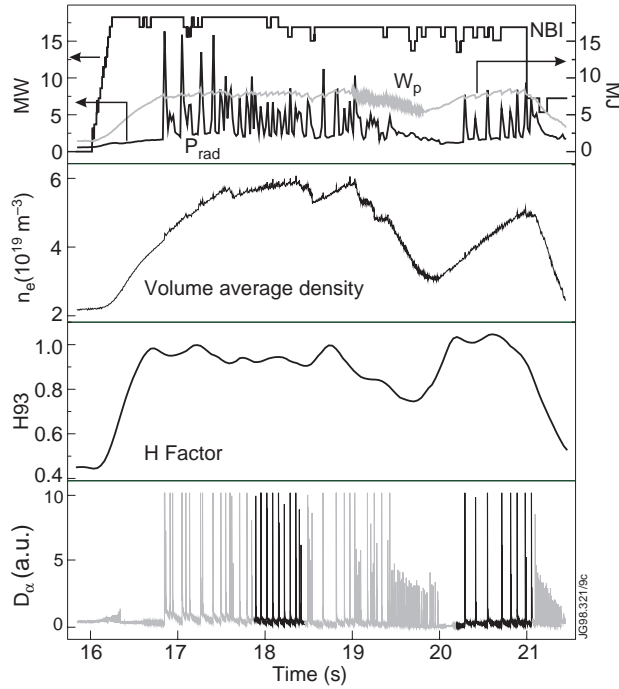 NBI
15
15
MW
10
W_p
10
MJ
5
5
P_rad
0
0
6
n_e(10^19 m^–3)
4
Volume average density
2
1.0
H93
0.8
0.6
H Factor
0.4
10
D_α (a.u.)
5
0
JG98.321/9c
16 17 18 19 20 21
Time (s)